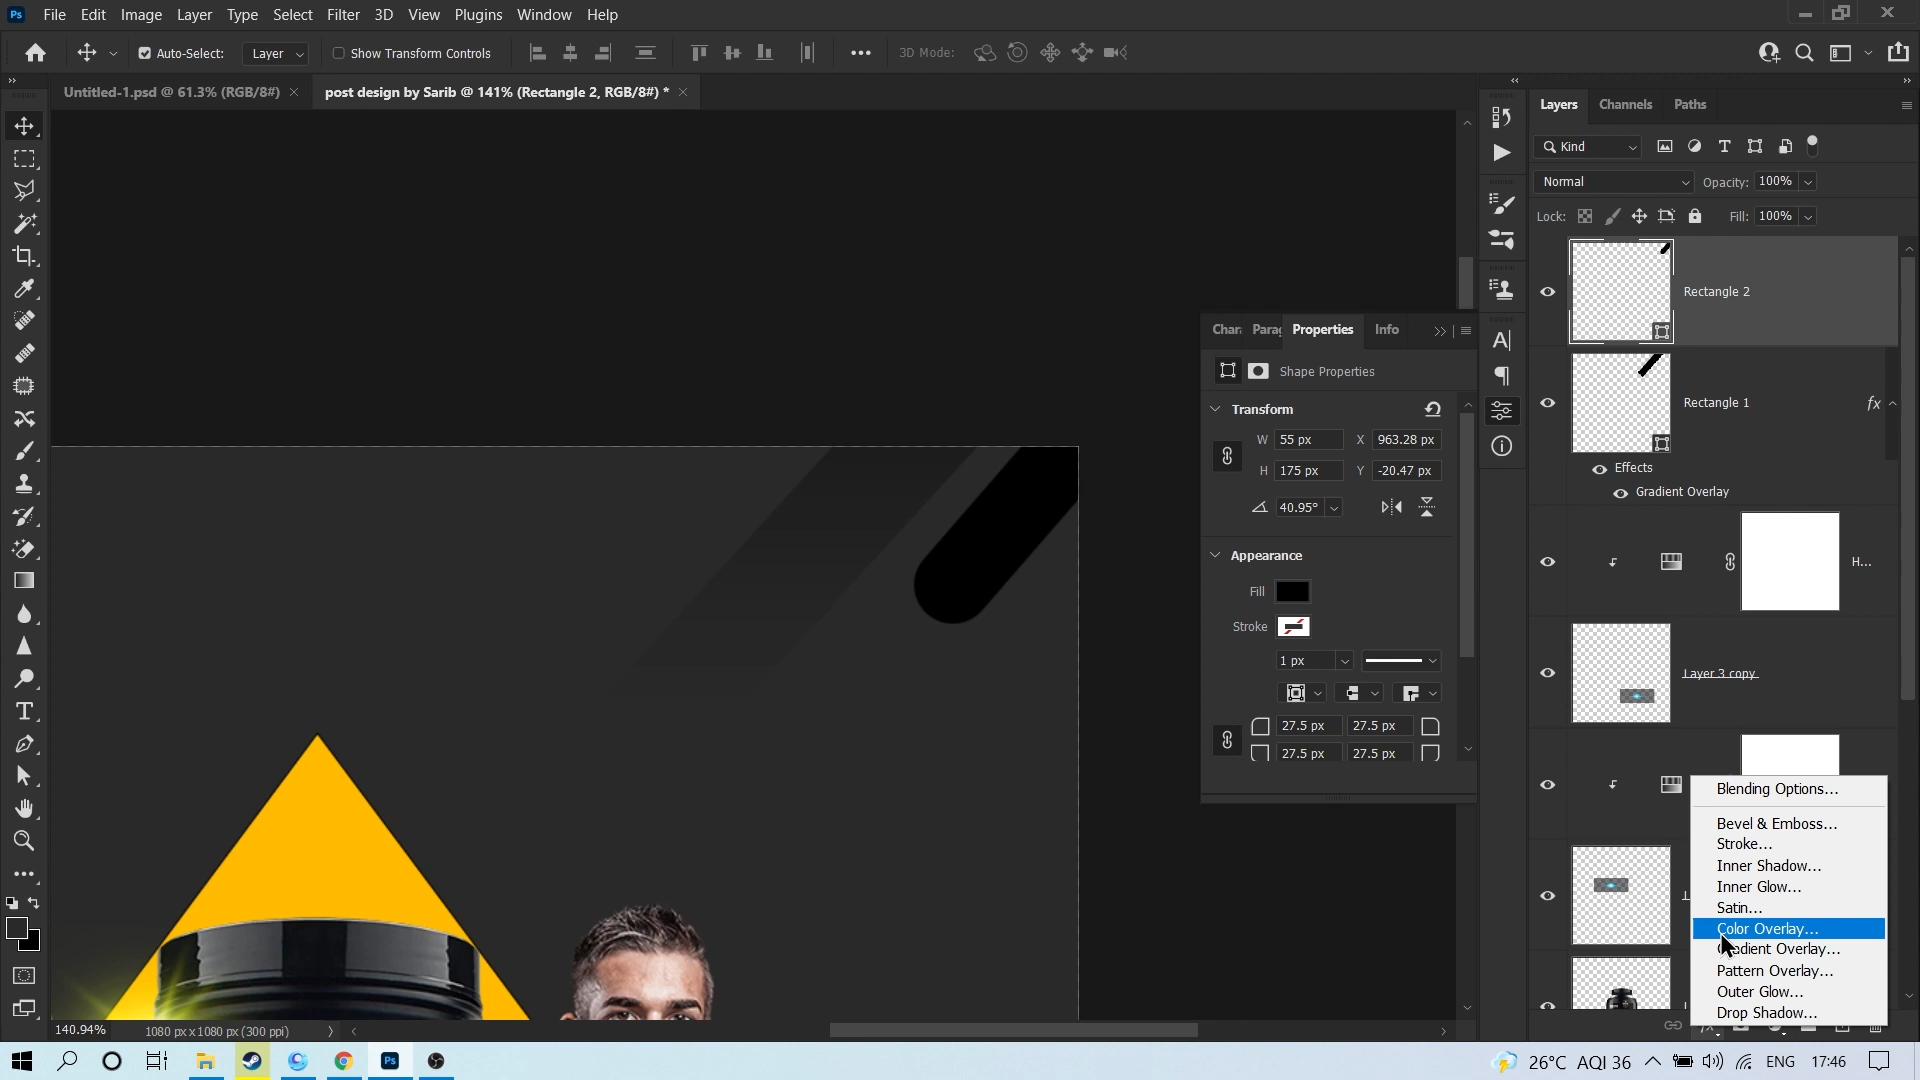 Ps File Edit Image Layer Type Select Filter 3D View Plugins Window Help
Auto-Select: Layer Show Transform Controls 3D Mode:
Untitled-1.psd @ 61.3% (RGB/8#) × post design by Sarib @ 141% (Rectangle 2, RGB/8#) * ×
Layers Channels Paths
Kind
Normal Opacity: 100%
Lock: Fill: 100%
Rectangle 2
Rectangle 1 fx
Effects
Gradient Overlay
H...
Layer 3 copy
Properties Info
Shape Properties
Transform
W 55 px X 963.28 px
H 175 px Y -20.47 px
40.95°
Appearance
Fill
Stroke
1 px
27.5 px 27.5 px
27.5 px 27.5 px
Blending Options...
Bevel & Emboss...
Stroke...
Inner Shadow...
Inner Glow...
Satin...
Color Overlay...
Gradient Overlay...
Pattern Overlay...
Outer Glow...
Drop Shadow...
140.94% 1080 px x 1080 px (300 ppi)
Ps 26°C AQI 36 ENG 17:46